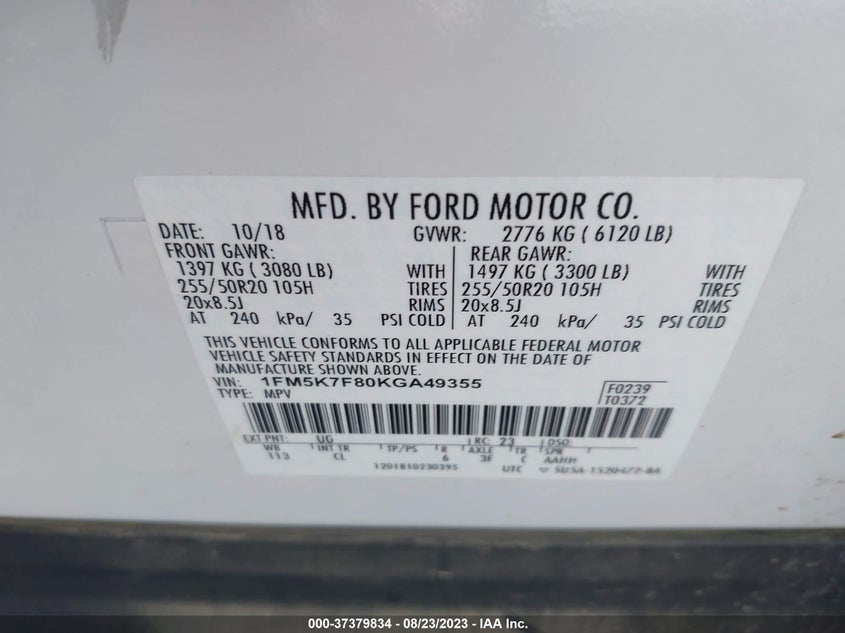 MFD. BY FORD MOTOR CO.
DATE: 10/18 GVWR: 2776 KG ( 6120 LB)
FRONT GAWR: REAR GAWR:
1397 KG ( 3080 LB) WITH 1497 KG ( 3300 LB) WITH
255/50R20 105H TIRES 255/50R20 105H TIRES
20x8.5J RIMS 20x8.5J RIMS
AT 240 kPa/ 35 PSI COLD AT 240 kPa/ 35 PSI COLD
THIS VEHICLE CONFORMS TO ALL APPLICABLE FEDERAL MOTOR
VEHICLE SAFETY STANDARDS IN EFFECT ON THE DATE OF
MANUFACTURE SHOWN ABOVE.
VIN: 1FM5K7F80KGA49355 F0239
TYPE: MPV T0372
EXT PNT: UG RC: 23 DSO:
WB INT TR TP/PS R AXLE TR SPR
113 CL 6 3F C AAHH
1201810230395 UTC 5U5A-1520472-BA
000-37379834 - 08/23/2023 - IAA Inc.